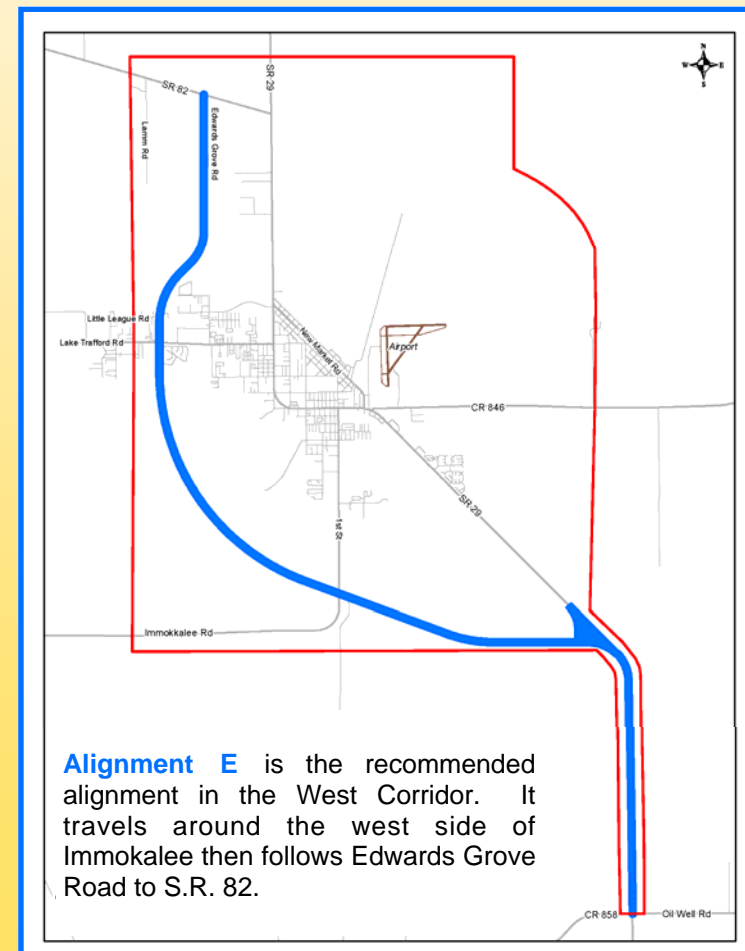 N
W E
S
SR 82
SR 29
Lamm Rd
Edwards Grove Rd
Little League Rd
Lake Trafford Rd
New Market Rd
Airport
CR 846
SR 29
1st St
Immokkalee Rd
Alignment E is the recommended
alignment in the West Corridor. It
travels around the west side of
Immokalee then follows Edwards Grove
Road to S.R. 82.
CR 858 Oil Well Rd